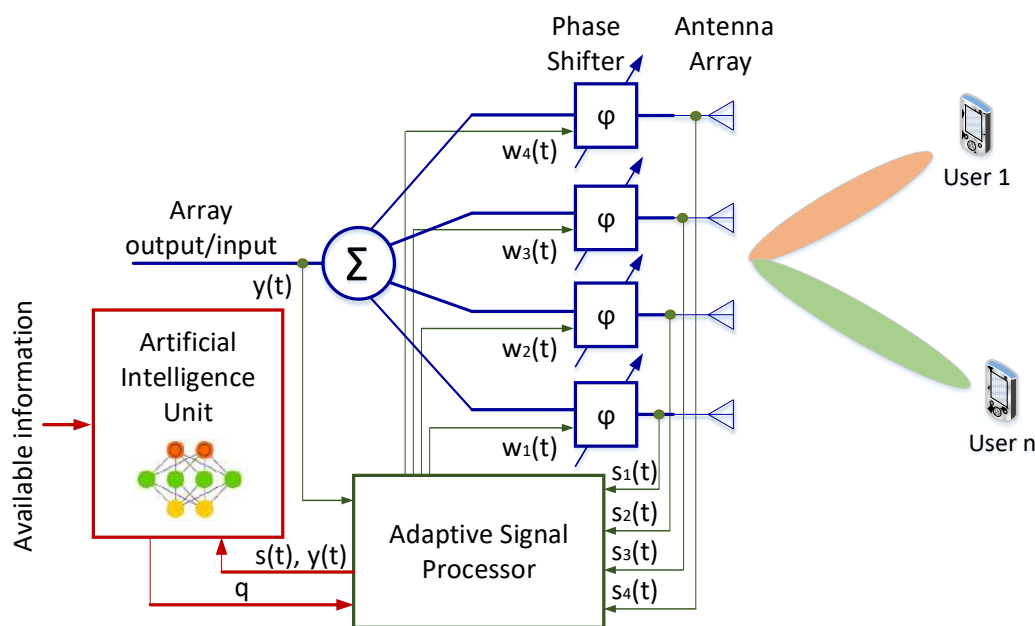 Phase
Shifter
Antenna
Array
φ
w₄(t)
User 1
φ
w₃(t)
Array
output/input
Σ
y(t)
φ
w₂(t)
φ
w₁(t)
User n
Available information
Artificial
Intelligence
Unit
s₁(t)
s₂(t)
s₃(t)
s₄(t)
Adaptive Signal
Processor
s(t), y(t)
q